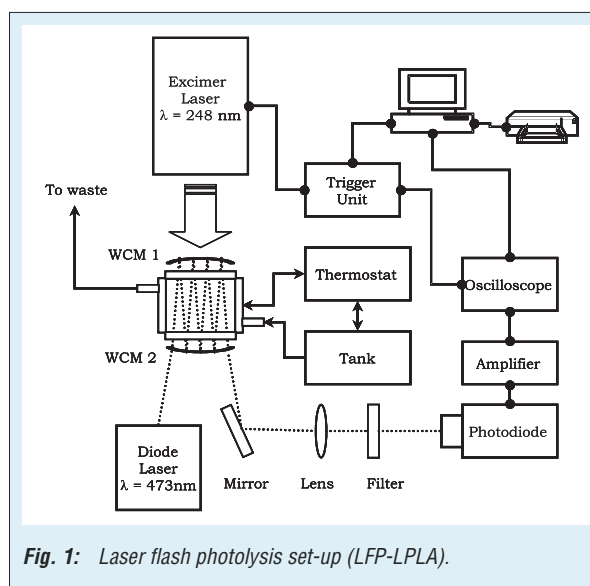 Excimer
Laser
λ = 248 nm
To waste
Trigger
Unit
WCM 1
Thermostat
Oscilloscope
WCM 2
Tank
Amplifier
Photodiode
Diode
Laser
λ = 473nm
Mirror
Lens
Filter
Fig. 1: Laser flash photolysis set-up (LFP-LPLA).